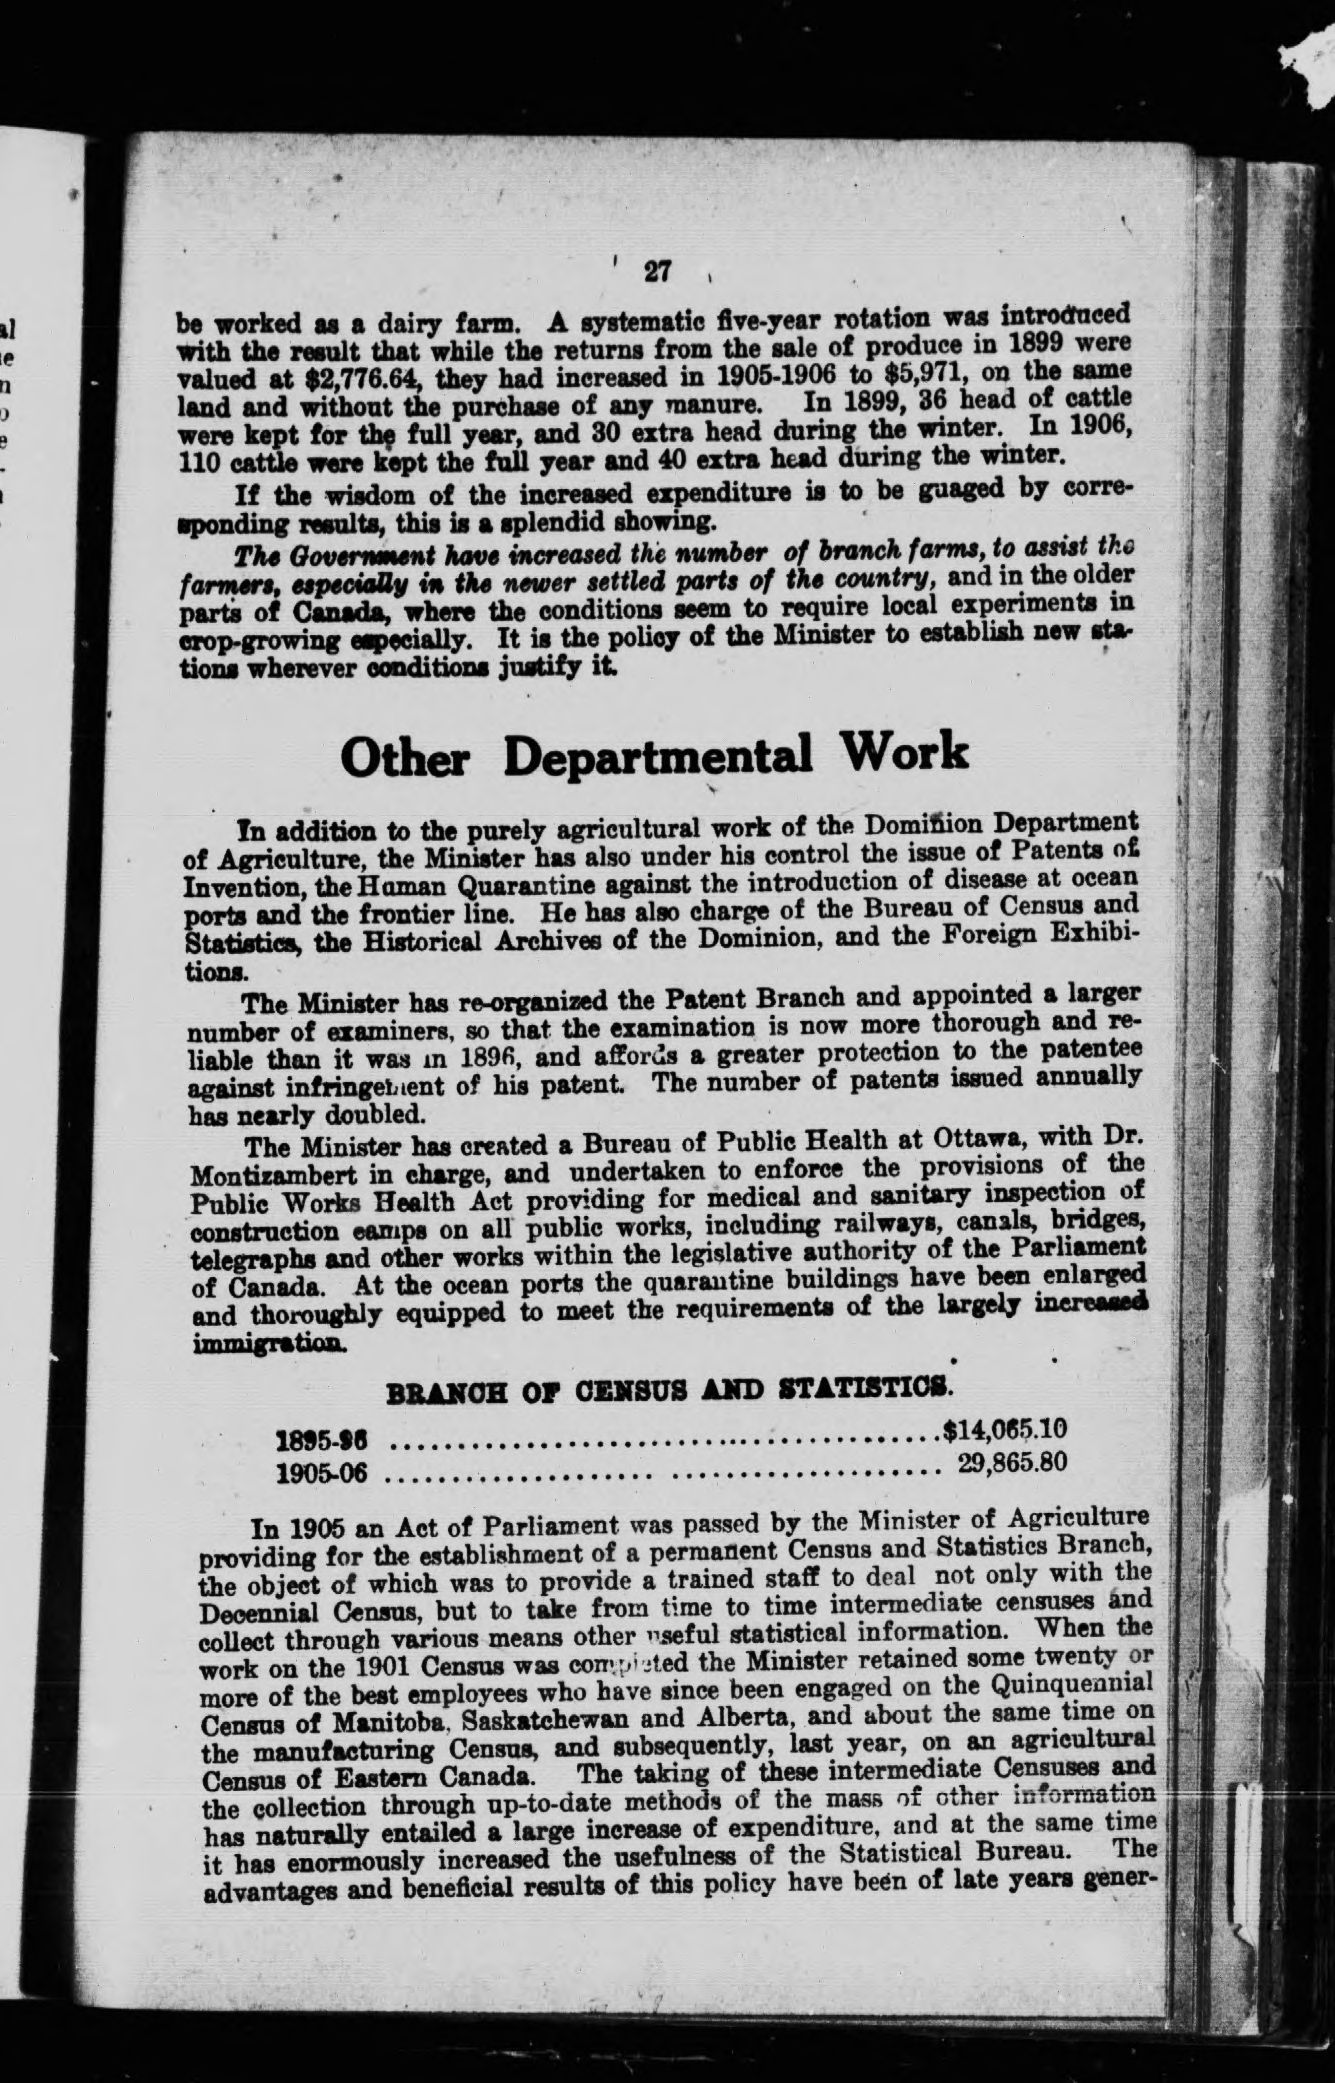 27
be worked as a dairy farm. A systematic five-year rotation was introduced
with the result that while the returns from the sale of produce in 1899 were
valued at $2,776.64, they had increased in 1905-1906 to $5,971, on the same
land and without the purchase of any manure. In 1899, 36 head of cattle
were kept for the full year, and 30 extra head during the winter. In 1906,
110 cattle were kept the full year and 40 extra head during the winter.
If the wisdom of the increased expenditure is to be guaged by corre-
sponding results, this is a splendid showing.
The Government have increased the number of branch farms, to assist the
farmers, especially in the newer settled parts of the country, and in the older
parts of Canada, where the conditions seem to require local experiments in
crop-growing especially. It is the policy of the Minister to establish new sta-
tions wherever conditions justify it.
Other Departmental Work
In addition to the purely agricultural work of the Dominion Department
of Agriculture, the Minister has also under his control the issue of Patents of
Invention, the Human Quarantine against the introduction of disease at ocean
ports and the frontier line. He has also charge of the Bureau of Census and
Statistics, the Historical Archives of the Dominion, and the Foreign Exhibi-
tions.
The Minister has re-organized the Patent Branch and appointed a larger
number of examiners, so that the examination is now more thorough and re-
liable than it was in 1896, and affords a greater protection to the patentee
against infringement of his patent. The number of patents issued annually
has nearly doubled.
The Minister has created a Bureau of Public Health at Ottawa, with Dr.
Montizambert in charge, and undertaken to enforce the provisions of the
Public Works Health Act providing for medical and sanitary inspection of
construction camps on all public works, including railways, canals, bridges,
telegraphs and other works within the legislative authority of the Parliament
of Canada. At the ocean ports the quarantine buildings have been enlarged
and thoroughly equipped to meet the requirements of the largely increased
immigration.
BRANCH OF CENSUS AND STATISTICS.
1895-96 ........................................$14,065.10
1905-06 ........................................ 29,865.80
In 1905 an Act of Parliament was passed by the Minister of Agriculture
providing for the establishment of a permanent Census and Statistics Branch,
the object of which was to provide a trained staff to deal not only with the
Decennial Census, but to take from time to time intermediate censuses and
collect through various means other useful statistical information. When the
work on the 1901 Census was completed the Minister retained some twenty or
more of the best employees who have since been engaged on the Quinquennial
Census of Manitoba, Saskatchewan and Alberta, and about the same time on
the manufacturing Census, and subsequently, last year, on an agricultural
Census of Eastern Canada. The taking of these intermediate Censuses and
the collection through up-to-date methods of the mass of other information
has naturally entailed a large increase of expenditure, and at the same time
it has enormously increased the usefulness of the Statistical Bureau. The
advantages and beneficial results of this policy have been of late years gener-